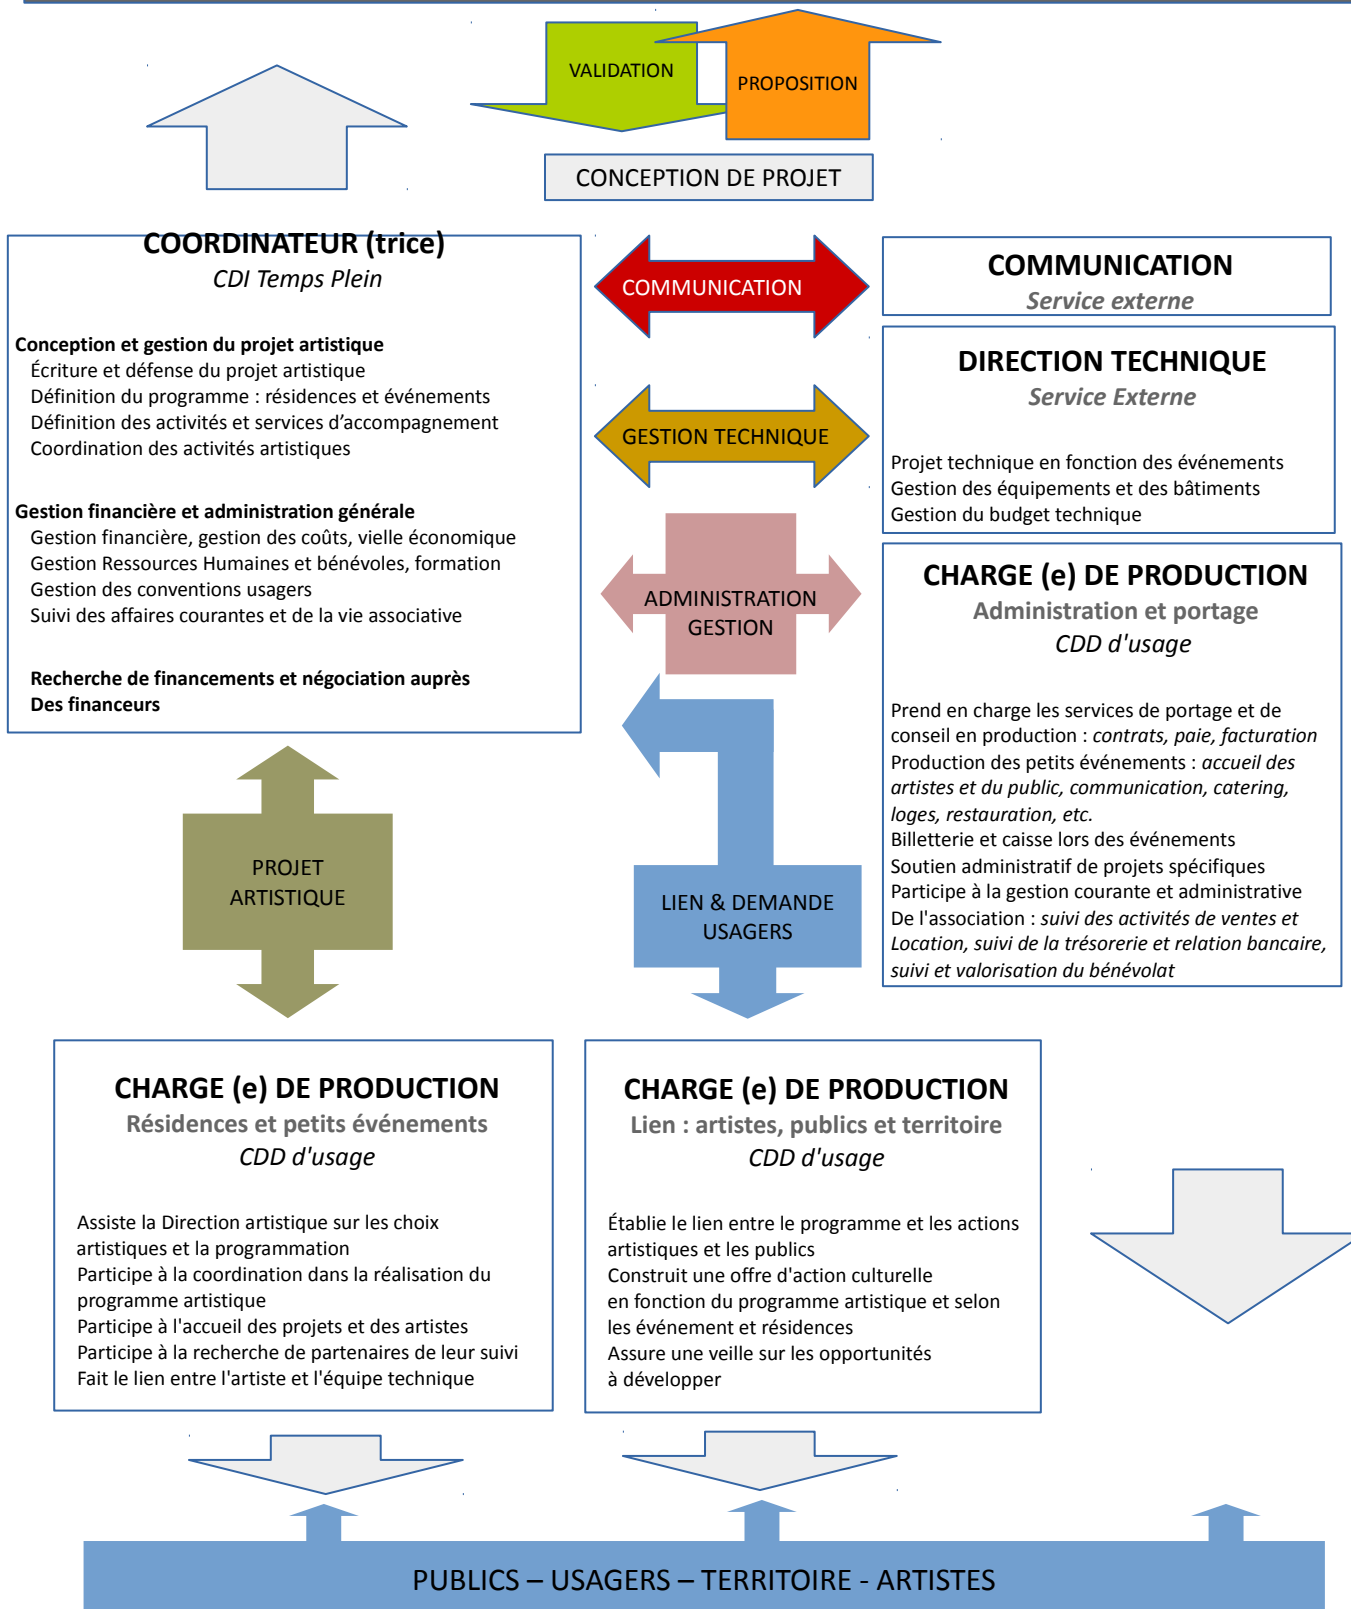 VALIDATION
PROPOSITION
CONCEPTION DE PROJET
COORDINATEUR (trice)
CDI Temps Plein
Conception et gestion du projet artistique
Écriture et défense du projet artistique
Définition du programme : résidences et événements
Définition des activités et services d’accompagnement
Coordination des activités artistiques
Gestion financière et administration générale
Gestion financière, gestion des coûts, vielle économique
Gestion Ressources Humaines et bénévoles, formation
Gestion des conventions usagers
Suivi des affaires courantes et de la vie associative
Recherche de financements et négociation auprès
Des financeurs
COMMUNICATION
COMMUNICATION
Service externe
GESTION TECHNIQUE
DIRECTION TECHNIQUE
Service Externe
Projet technique en fonction des événements
Gestion des équipements et des bâtiments
Gestion du budget technique
ADMINISTRATION
GESTION
CHARGE (e) DE PRODUCTION
Administration et portage
CDD d'usage
Prend en charge les services de portage et de
conseil en production : contrats, paie, facturation
Production des petits événements : accueil des
artistes et du public, communication, catering,
loges, restauration, etc.
Billetterie et caisse lors des événements
Soutien administratif de projets spécifiques
Participe à la gestion courante et administrative
De l'association : suivi des activités de ventes et
Location, suivi de la trésorerie et relation bancaire,
suivi et valorisation du bénévolat
PROJET
ARTISTIQUE
LIEN & DEMANDE
USAGERS
CHARGE (e) DE PRODUCTION
Résidences et petits événements
CDD d'usage
Assiste la Direction artistique sur les choix
artistiques et la programmation
Participe à la coordination dans la réalisation du
programme artistique
Participe à l'accueil des projets et des artistes
Participe à la recherche de partenaires de leur suivi
Fait le lien entre l'artiste et l'équipe technique
CHARGE (e) DE PRODUCTION
Lien : artistes, publics et territoire
CDD d'usage
Établie le lien entre le programme et les actions
artistiques et les publics
Construit une offre d'action culturelle
en fonction du programme artistique et selon
les événement et résidences
Assure une veille sur les opportunités
à développer
PUBLICS – USAGERS – TERRITOIRE - ARTISTES